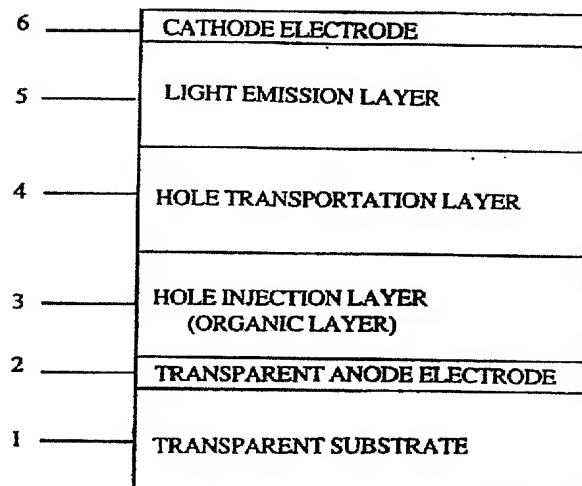 6 CATHODE ELECTRODE
5 LIGHT EMISSION LAYER
4 HOLE TRANSPORTATION LAYER
3 HOLE INJECTION LAYER
(ORGANIC LAYER)
2 TRANSPARENT ANODE ELECTRODE
1 TRANSPARENT SUBSTRATE